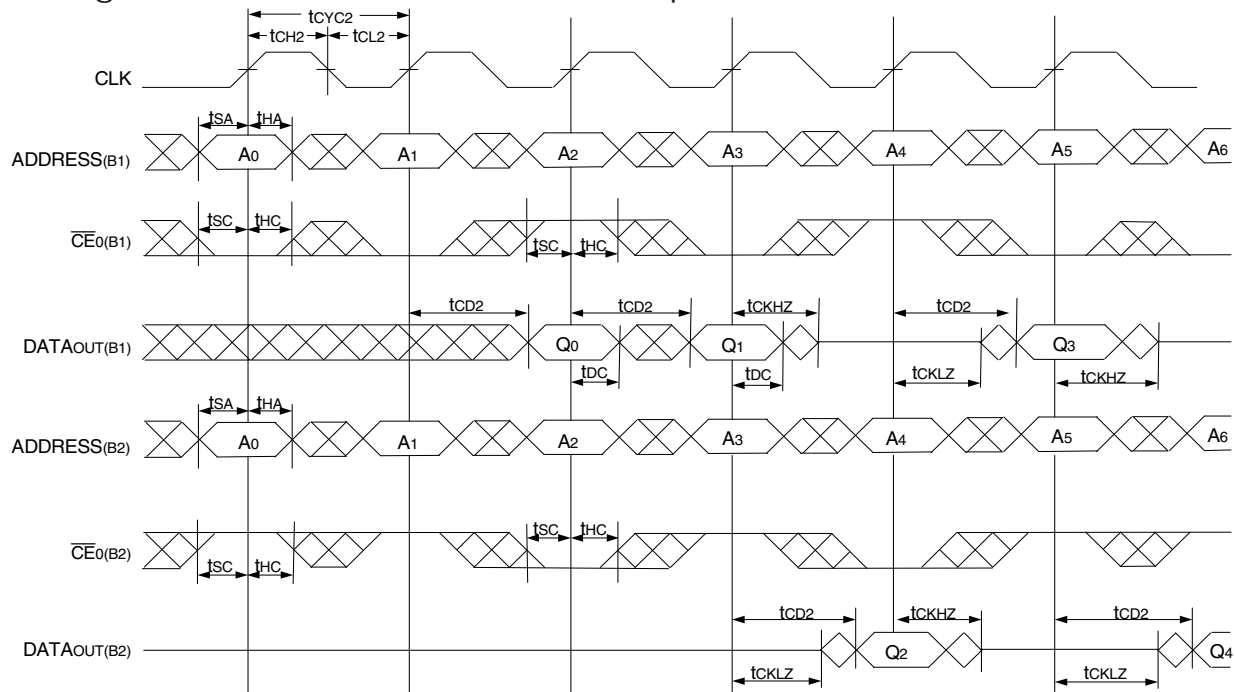 tCYC2
tCH2 tCL2
CLK
tSA tHA
ADDRESS(B1) A0 A1 A2 A3 A4 A5 A6
tSC tHC
CE0(B1) tSC tHC
tCD2 tCD2 tCKHZ tCD2
DATAOUT(B1) Q0 Q1 Q3
tDC tDC tCKLZ tCKHZ
tSA tHA
ADDRESS(B2) A0 A1 A2 A3 A4 A5 A6
tSC tHC
CE0(B2)
tSC tHC
tCD2 tCKHZ tCD2
DATAOUT(B2) Q2 Q4
tCKLZ tCKLZ